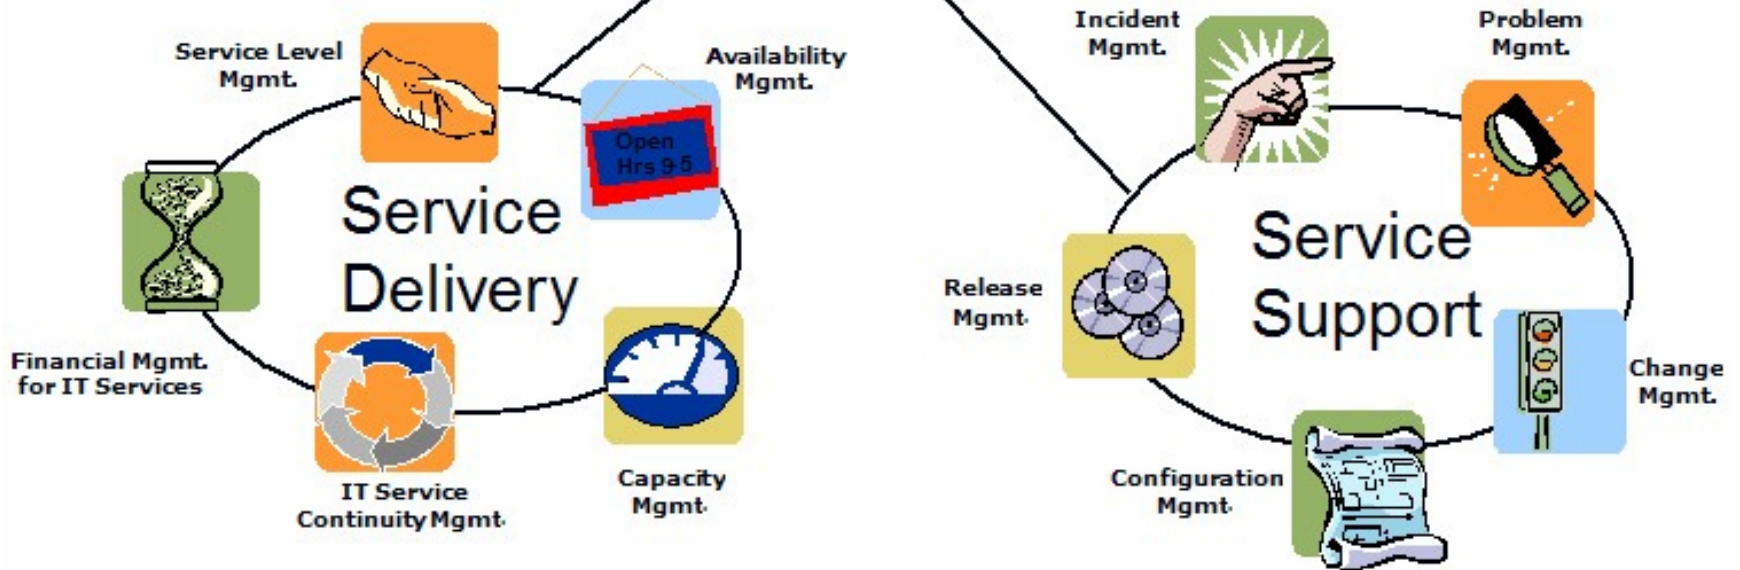 Service Level
Mgmt.
Availability
Mgmt.
Open
Hrs 9-5
Service
Delivery
Financial Mgmt.
for IT Services
IT Service
Continuity Mgmt.
Capacity
Mgmt.
Incident
Mgmt.
Problem
Mgmt.
Service
Support
Release
Mgmt.
Change
Mgmt.
Configuration
Mgmt.